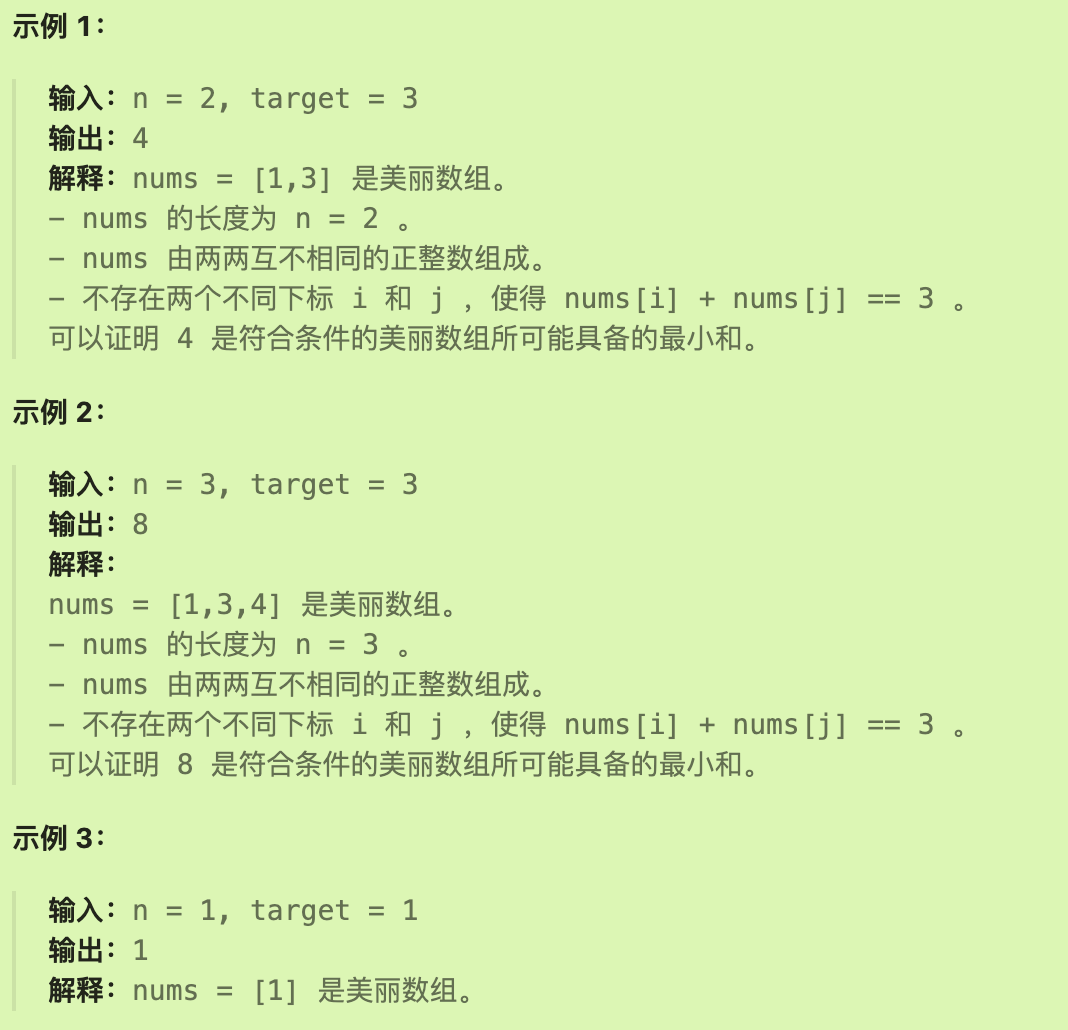 示例 1：
输入：n = 2, target = 3
输出：4
解释：nums = [1,3] 是美丽数组。
- nums 的长度为 n = 2 。
- nums 由两两互不相同的正整数组成。
- 不存在两个不同下标 i 和 j ，使得 nums[i] + nums[j] == 3 。
可以证明 4 是符合条件的美丽数组所可能具备的最小和。
示例 2：
输入：n = 3, target = 3
输出：8
解释：
nums = [1,3,4] 是美丽数组。
- nums 的长度为 n = 3 。
- nums 由两两互不相同的正整数组成。
- 不存在两个不同下标 i 和 j ，使得 nums[i] + nums[j] == 3 。
可以证明 8 是符合条件的美丽数组所可能具备的最小和。
示例 3：
输入：n = 1, target = 1
输出：1
解释：nums = [1] 是美丽数组。